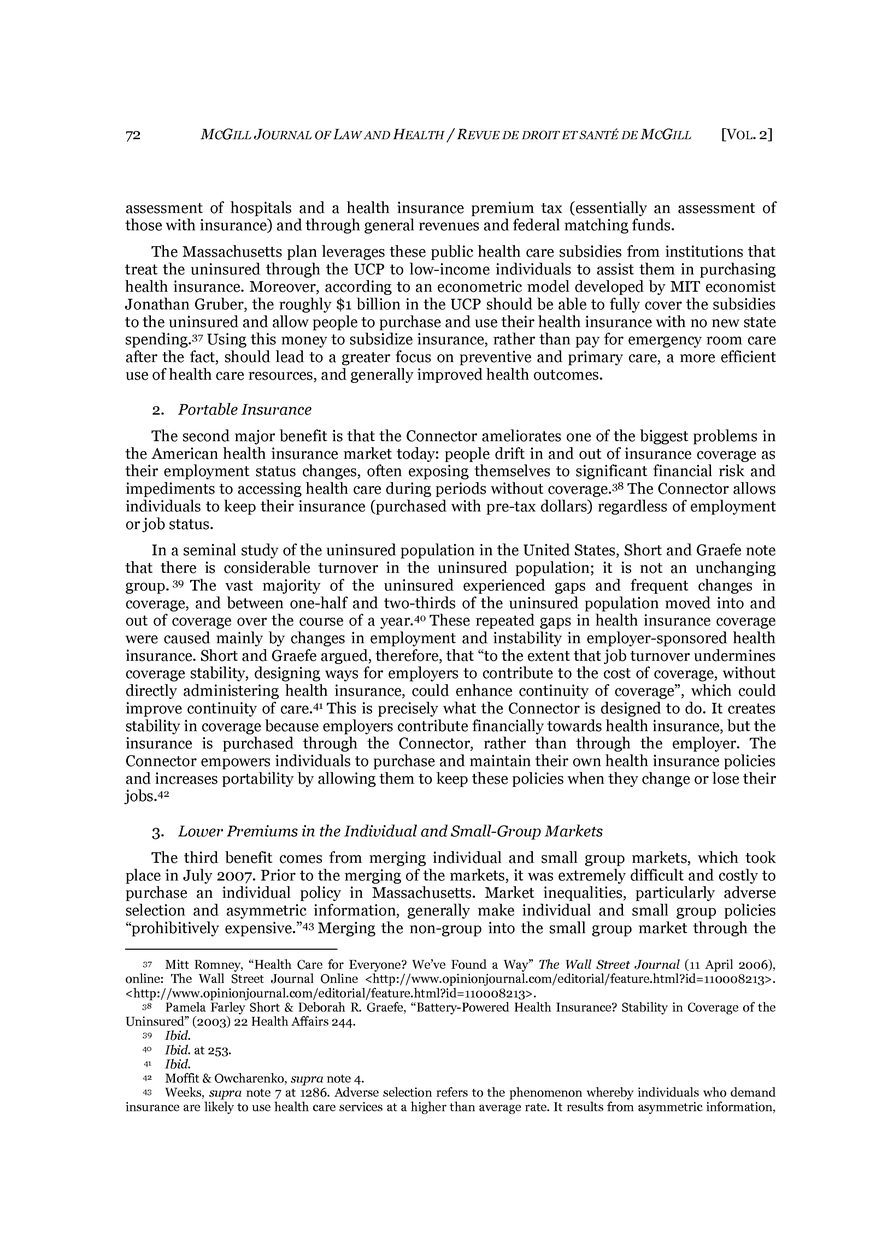 72 MCGILL JOURNAL OF LAW AND HEALTH / REVUE DE DROIT ET SANTÉ DE MCGILL [VOL. 2]
assessment of hospitals and a health insurance premium tax (essentially an assessment of
those with insurance) and through general revenues and federal matching funds.
The Massachusetts plan leverages these public health care subsidies from institutions that
treat the uninsured through the UCP to low-income individuals to assist them in purchasing
health insurance. Moreover, according to an econometric model developed by MIT economist
Jonathan Gruber, the roughly $1 billion in the UCP should be able to fully cover the subsidies
to the uninsured and allow people to purchase and use their health insurance with no new state
spending.37 Using this money to subsidize insurance, rather than pay for emergency room care
after the fact, should lead to a greater focus on preventive and primary care, a more efficient
use of health care resources, and generally improved health outcomes.
2. Portable Insurance
The second major benefit is that the Connector ameliorates one of the biggest problems in
the American health insurance market today: people drift in and out of insurance coverage as
their employment status changes, often exposing themselves to significant financial risk and
impediments to accessing health care during periods without coverage.38 The Connector allows
individuals to keep their insurance (purchased with pre-tax dollars) regardless of employment
or job status.
In a seminal study of the uninsured population in the United States, Short and Graefe note
that there is considerable turnover in the uninsured population; it is not an unchanging
group. 39 The vast majority of the uninsured experienced gaps and frequent changes in
coverage, and between one-half and two-thirds of the uninsured population moved into and
out of coverage over the course of a year.40 These repeated gaps in health insurance coverage
were caused mainly by changes in employment and instability in employer-sponsored health
insurance. Short and Graefe argued, therefore, that “to the extent that job turnover undermines
coverage stability, designing ways for employers to contribute to the cost of coverage, without
directly administering health insurance, could enhance continuity of coverage”, which could
improve continuity of care.41 This is precisely what the Connector is designed to do. It creates
stability in coverage because employers contribute financially towards health insurance, but the
insurance is purchased through the Connector, rather than through the employer. The
Connector empowers individuals to purchase and maintain their own health insurance policies
and increases portability by allowing them to keep these policies when they change or lose their
jobs.42
3. Lower Premiums in the Individual and Small-Group Markets
The third benefit comes from merging individual and small group markets, which took
place in July 2007. Prior to the merging of the markets, it was extremely difficult and costly to
purchase an individual policy in Massachusetts. Market inequalities, particularly adverse
selection and asymmetric information, generally make individual and small group policies
“prohibitively expensive.”43 Merging the non-group into the small group market through the
37 Mitt Romney, “Health Care for Everyone? We’ve Found a Way” The Wall Street Journal (11 April 2006),
online: The Wall Street Journal Online <http://www.opinionjournal.com/editorial/feature.html?id=110008213>.
<http://www.opinionjournal.com/editorial/feature.html?id=110008213>.
38 Pamela Farley Short & Deborah R. Graefe, “Battery-Powered Health Insurance? Stability in Coverage of the
Uninsured” (2003) 22 Health Affairs 244.
39 Ibid.
40 Ibid. at 253.
41 Ibid.
42 Moffit & Owcharenko, supra note 4.
43 Weeks, supra note 7 at 1286. Adverse selection refers to the phenomenon whereby individuals who demand
insurance are likely to use health care services at a higher than average rate. It results from asymmetric information,